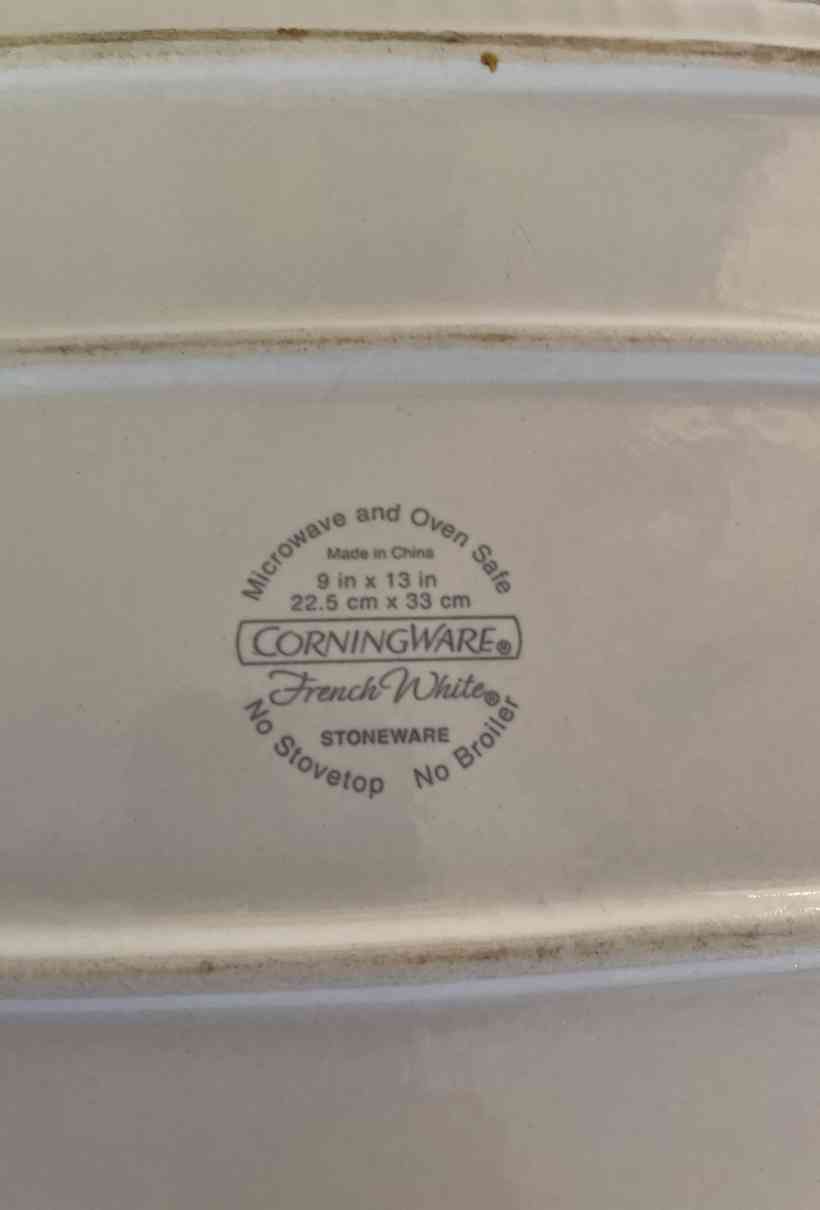 Microwave and Oven Safe
Made in China
9 in x 13 in
22.5 cm x 33 cm
CORNINGWARE®
French White®
STONEWARE
No Stovetop No Broiler